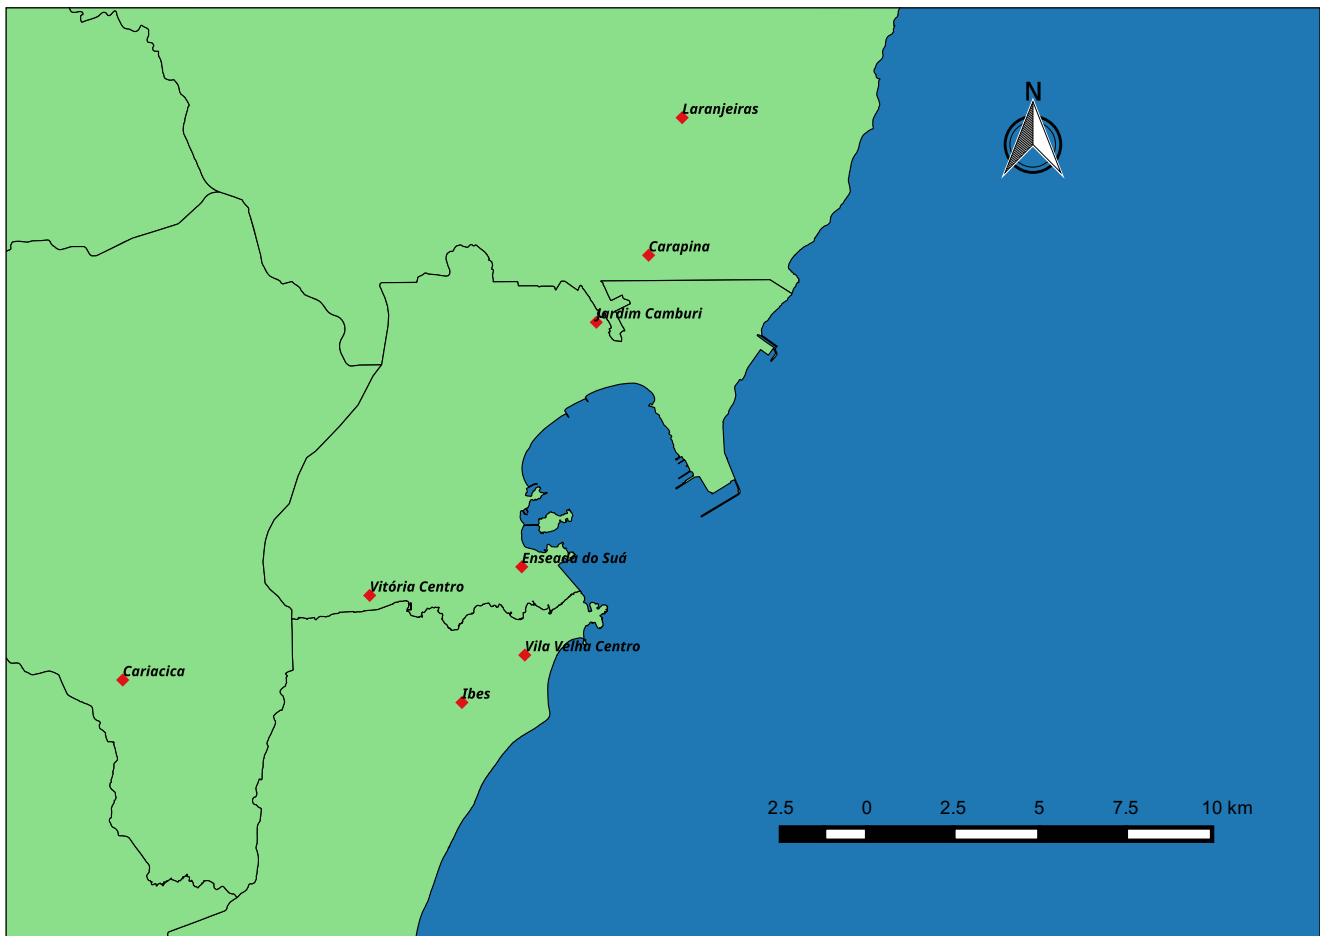 N
Laranjeiras
Carapina
Jardim Camburi
Enseada do Suá
Vitória Centro
Vila Velha Centro
Cariacica
Ibes
2.5 0 2.5 5 7.5 10 km